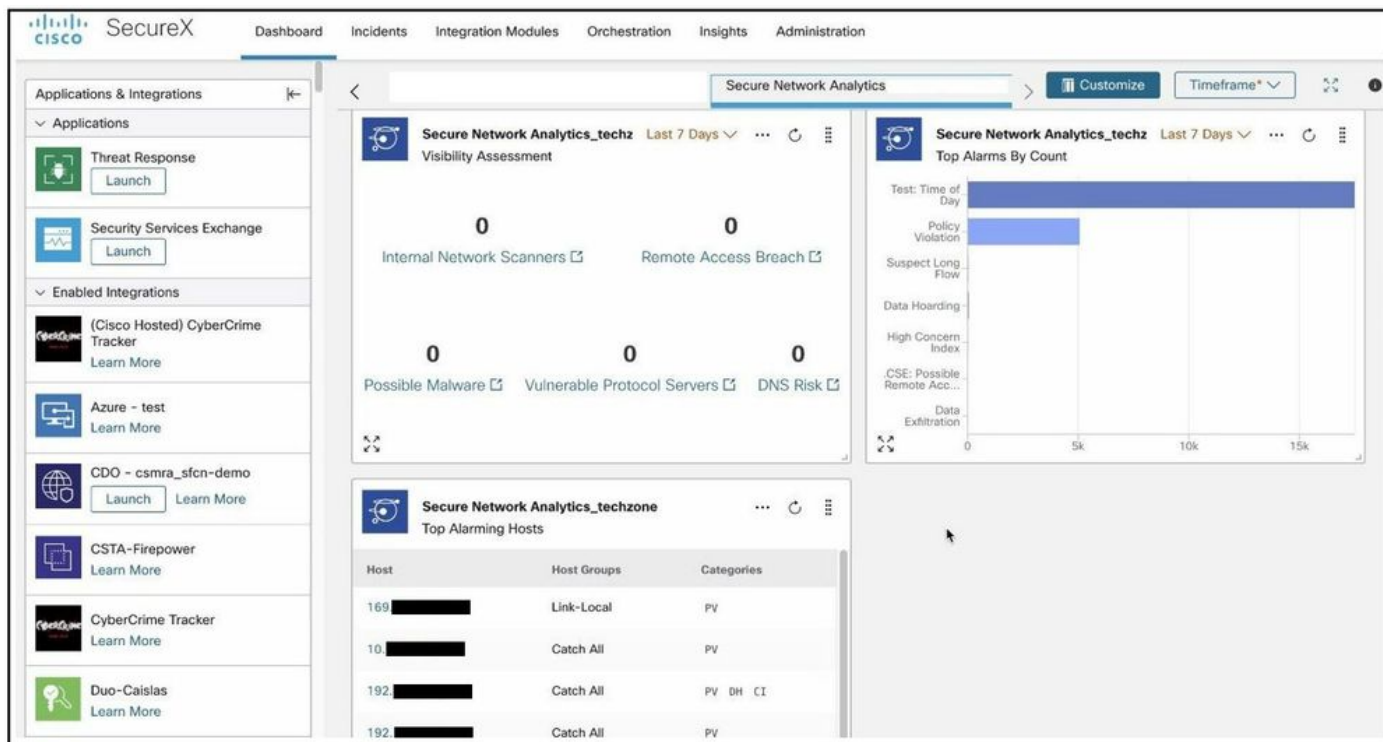 CISCO SecureX Dashboard Incidents Integration Modules Orchestration Insights Administration
Applications & Integrations
Applications
Threat Response
Launch
Security Services Exchange
Launch
Enabled Integrations
(Cisco Hosted) CyberCrime
Tracker
Learn More
Azure - test
Learn More
CDO - csmra_sfcn-demo
Launch Learn More
CSTA-Firepower
Learn More
CyberCrime Tracker
Learn More
Duo-Caislas
Learn More
Secure Network Analytics Customize Timeframe*
Secure Network Analytics_techz Last 7 Days
Visibility Assessment
0 0
Internal Network Scanners Remote Access Breach
0 0 0
Possible Malware Vulnerable Protocol Servers DNS Risk
Secure Network Analytics_techz Last 7 Days
Top Alarms By Count
Test: Time of
Day
Policy
Violation
Suspect Long
Flow
Data Hoarding
High Concern
Index
.CSE: Possible
Remote Acc...
Data
Exfiltration
0 5k 10k 15k
Secure Network Analytics_techzone
Top Alarming Hosts
Host Host Groups Categories
169. Link-Local PV
10. Catch All PV
192. Catch All PV DH CI
192. Catch All PV